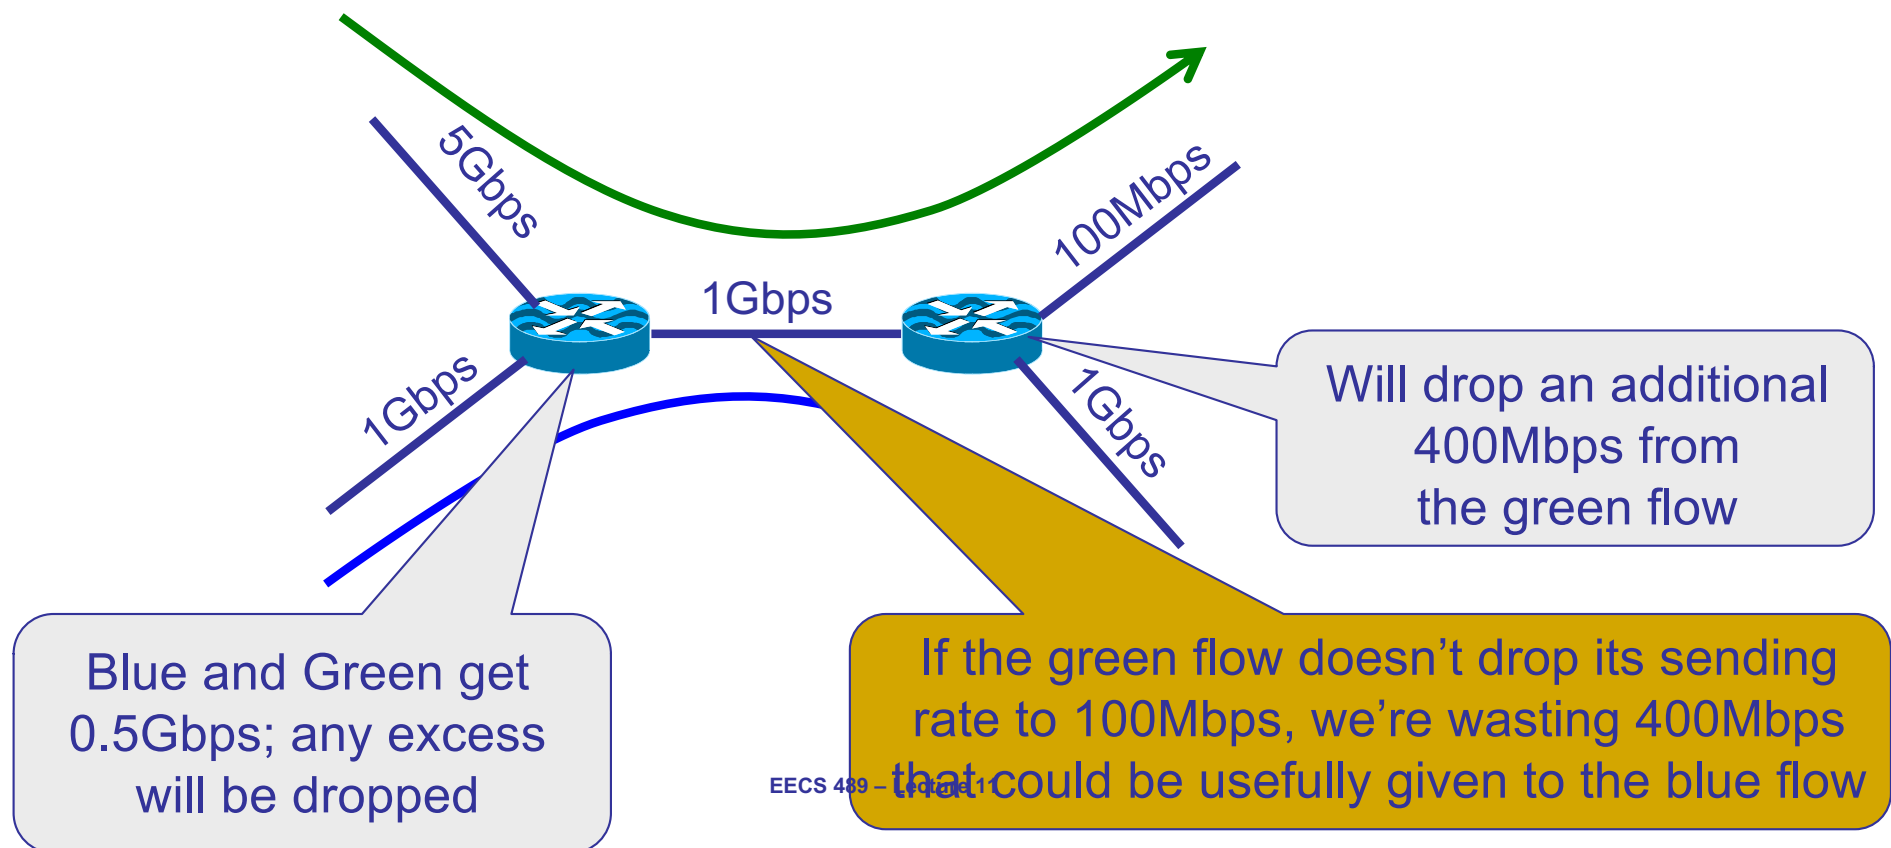 5Gbps
100Mbps
1Gbps
1Gbps
1Gbps
Will drop an additional
400Mbps from
the green flow
Blue and Green get
0.5Gbps; any excess
will be dropped
If the green flow doesn’t drop its sending
rate to 100Mbps, we’re wasting 400Mbps
that could be usefully given to the blue flow
EECS 489 – Lecture 11